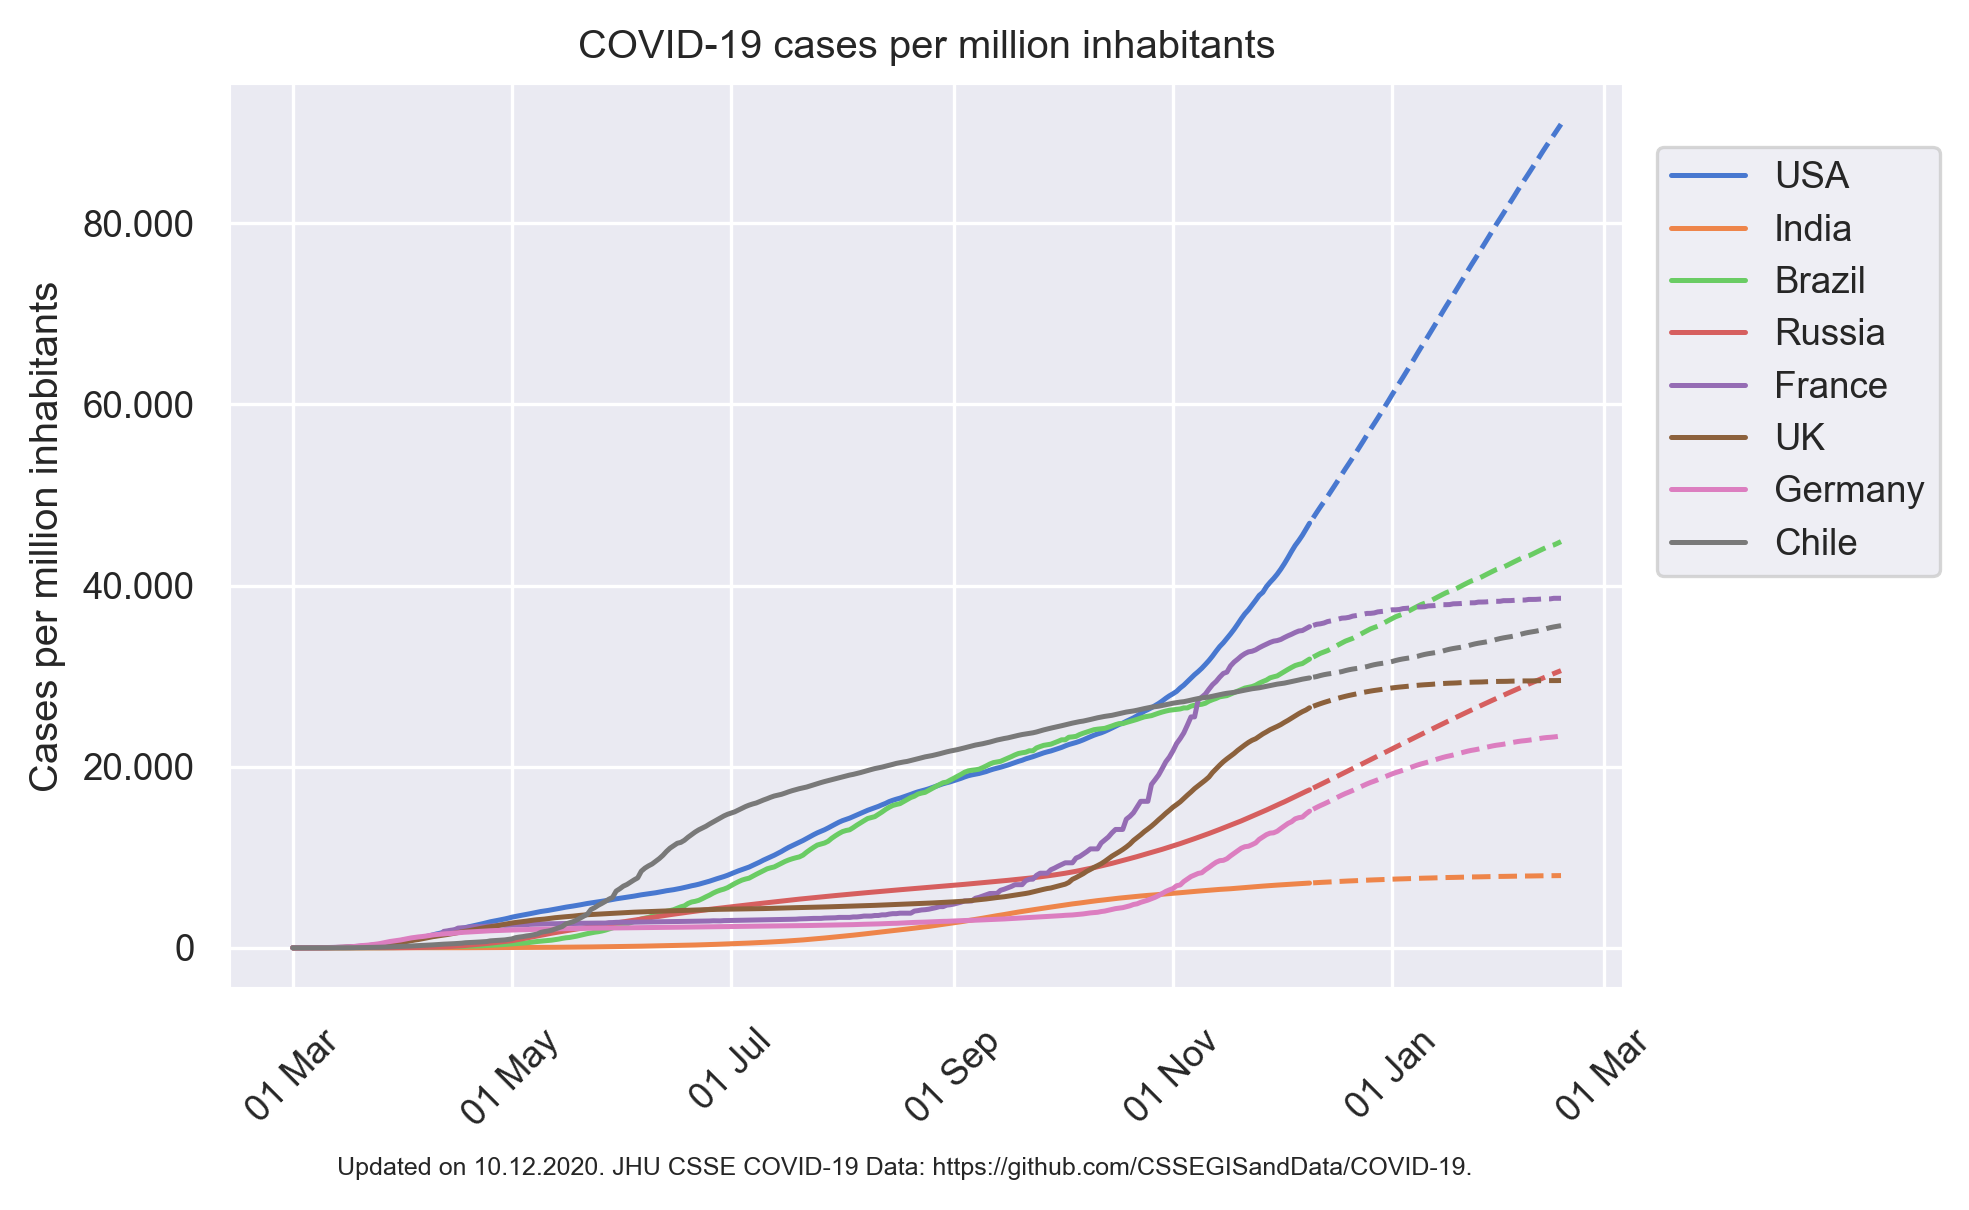 COVID-19 cases per million inhabitants
Cases per million inhabitants
80.000
60.000
40.000
20.000
0
01 Mar
01 May
01 Jul
01 Sep
01 Nov
01 Jan
01 Mar
USA
India
Brazil
Russia
France
UK
Germany
Chile
Updated on 10.12.2020. JHU CSSE COVID-19 Data: https://github.com/CSSEGISandData/COVID-19.